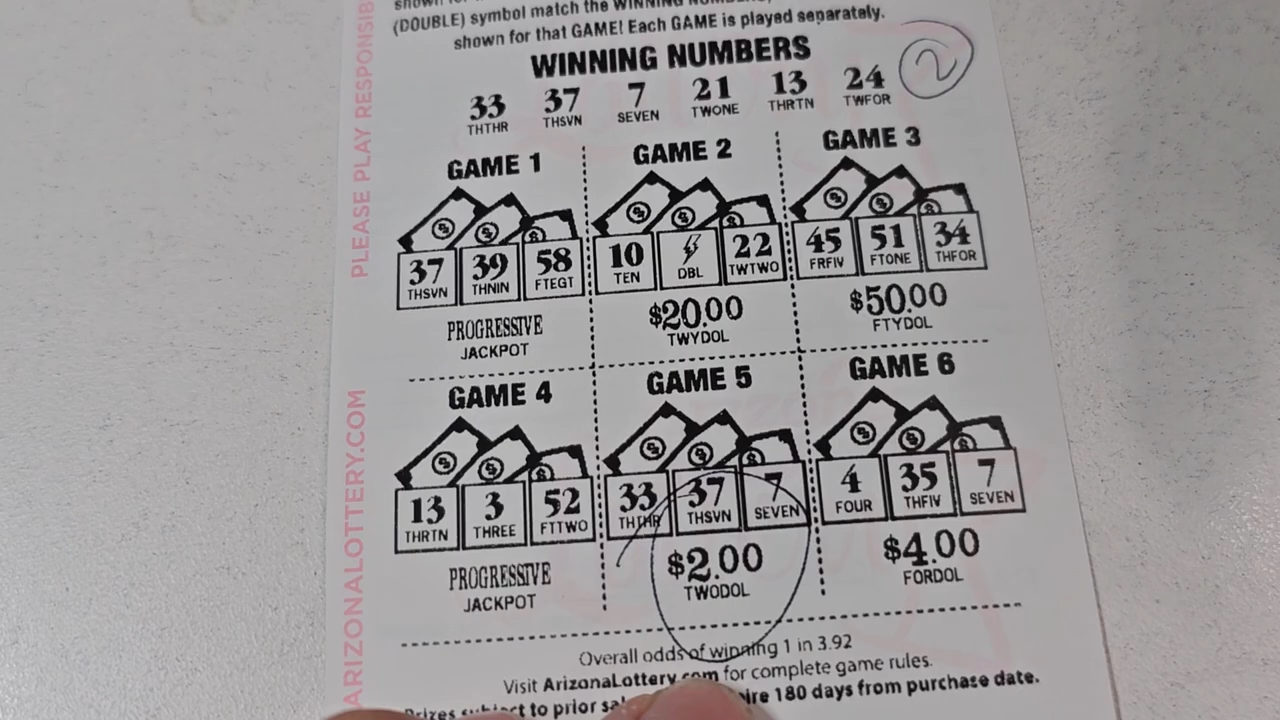 (DOUBLE) symbol match the WINNING NUMBERS
shown for that GAME! Each GAME is played separately.
WINNING NUMBERS
2
33 37 7 21 13 24
THTHR THSVN SEVEN TWONE THRTN TWFOR
GAME 1 GAME 2 GAME 3
37 39 58 10 22 45 51 34
THSVN THNIN FTEGT TEN DBL TWTWO FRFIV FTONE THFOR
PROGRESSIVE $20.00 $50.00
JACKPOT TWYDOL FTYDOL
GAME 4 GAME 5 GAME 6
13 3 52 33 37 7 4 35 7
THRTN THREE FTTWO THTHR THSVN SEVEN FOUR THFIV SEVEN
PROGRESSIVE $2.00 $4.00
JACKPOT TWODOL FORDOL
Overall odds of winning 1 in 3.92
Visit ArizonaLottery.com for complete game rules.
Prizes subject to prior 180 days from purchase date.
PLEASE PLAY RESPONSIB
ARIZONALOTTERY.COM